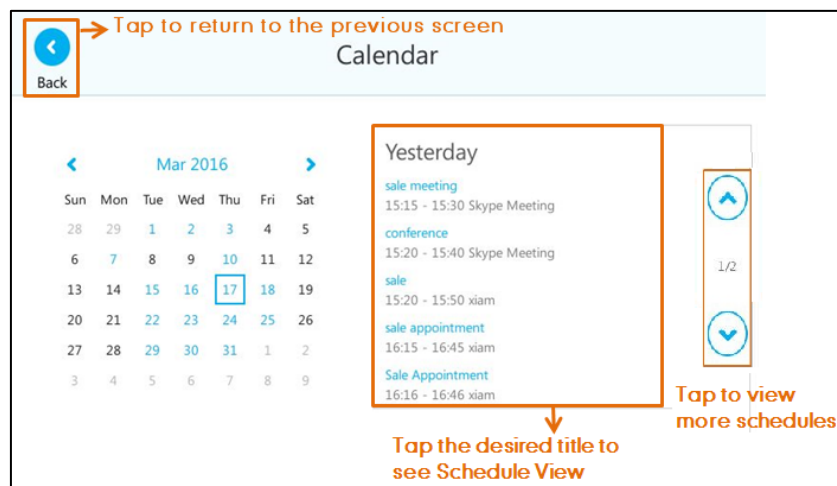 Tap to return to the previous screen
Back
Calendar
Mar 2016
Sun Mon Tue Wed Thu Fri Sat
28 29 1 2 3 4 5
6 7 8 9 10 11 12
13 14 15 16 17 18 19
20 21 22 23 24 25 26
27 28 29 30 31 1 2
3 4 5 6 7 8 9
Yesterday
sale meeting
15:15 - 15:30 Skype Meeting
conference
15:20 - 15:40 Skype Meeting
sale
15:20 - 15:50 xiam
sale appointment
16:15 - 16:45 xiam
Sale Appointment
16:16 - 16:46 xiam
1/2
Tap to view
more schedules
Tap the desired title to
see Schedule View